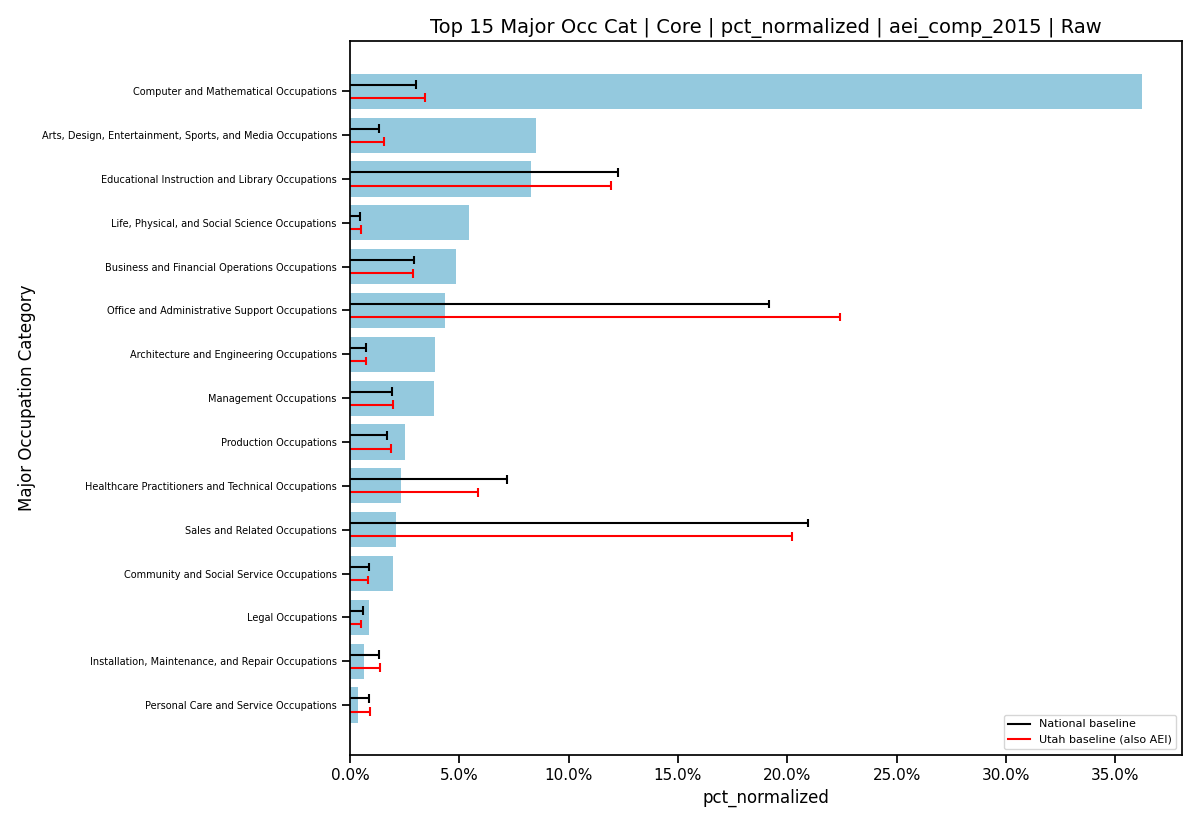 Top 15 Major Occ Cat | Core | pct_normalized | aei_comp_2015 | Raw
Major Occupation Category
Computer and Mathematical Occupations
Arts, Design, Entertainment, Sports, and Media Occupations
Educational Instruction and Library Occupations
Life, Physical, and Social Science Occupations
Business and Financial Operations Occupations
Office and Administrative Support Occupations
Architecture and Engineering Occupations
Management Occupations
Production Occupations
Healthcare Practitioners and Technical Occupations
Sales and Related Occupations
Community and Social Service Occupations
Legal Occupations
Installation, Maintenance, and Repair Occupations
Personal Care and Service Occupations
National baseline
Utah baseline (also AEI)
0.0% 5.0% 10.0% 15.0% 20.0% 25.0% 30.0% 35.0%
pct_normalized